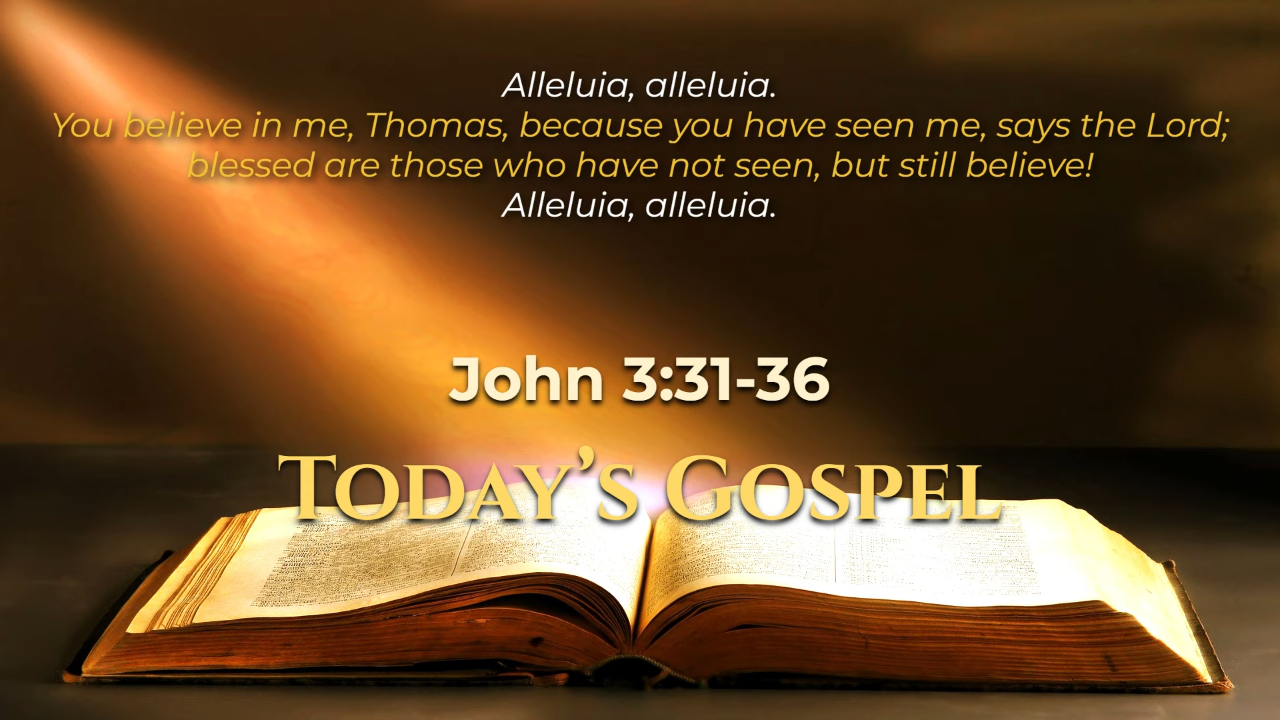 Alleluia, alleluia.
You believe in me, Thomas, because you have seen me, says the Lord;
blessed are those who have not seen, but still believe!
Alleluia, alleluia.
John 3:31-36
Today's Gospel